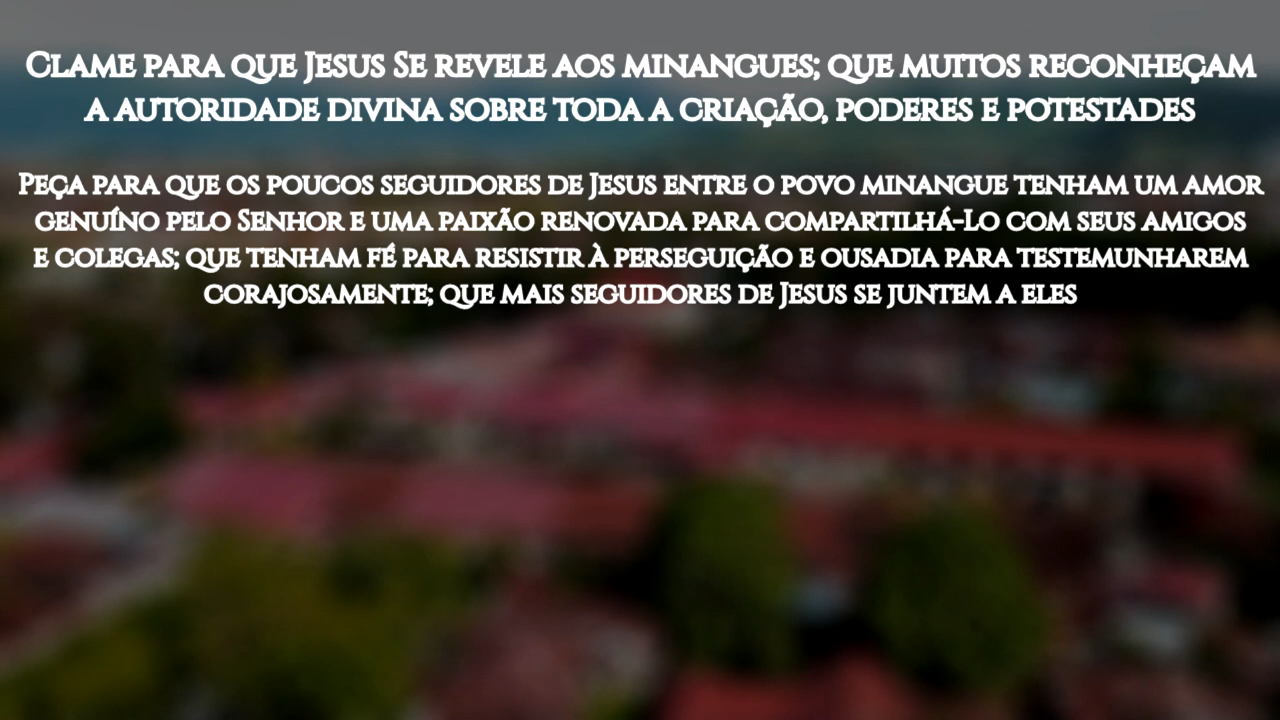 Clame para que Jesus Se revele aos minangues; que muitos reconheçam
a autoridade divina sobre toda a criação, poderes e potestades
Peça para que os poucos seguidores de Jesus entre o povo minangue tenham um amor
genuíno pelo Senhor e uma paixão renovada para compartilhá-Lo com seus amigos
e colegas; que tenham fé para resistir à perseguição e ousadia para testemunharem
corajosamente; que mais seguidores de Jesus se juntem a eles